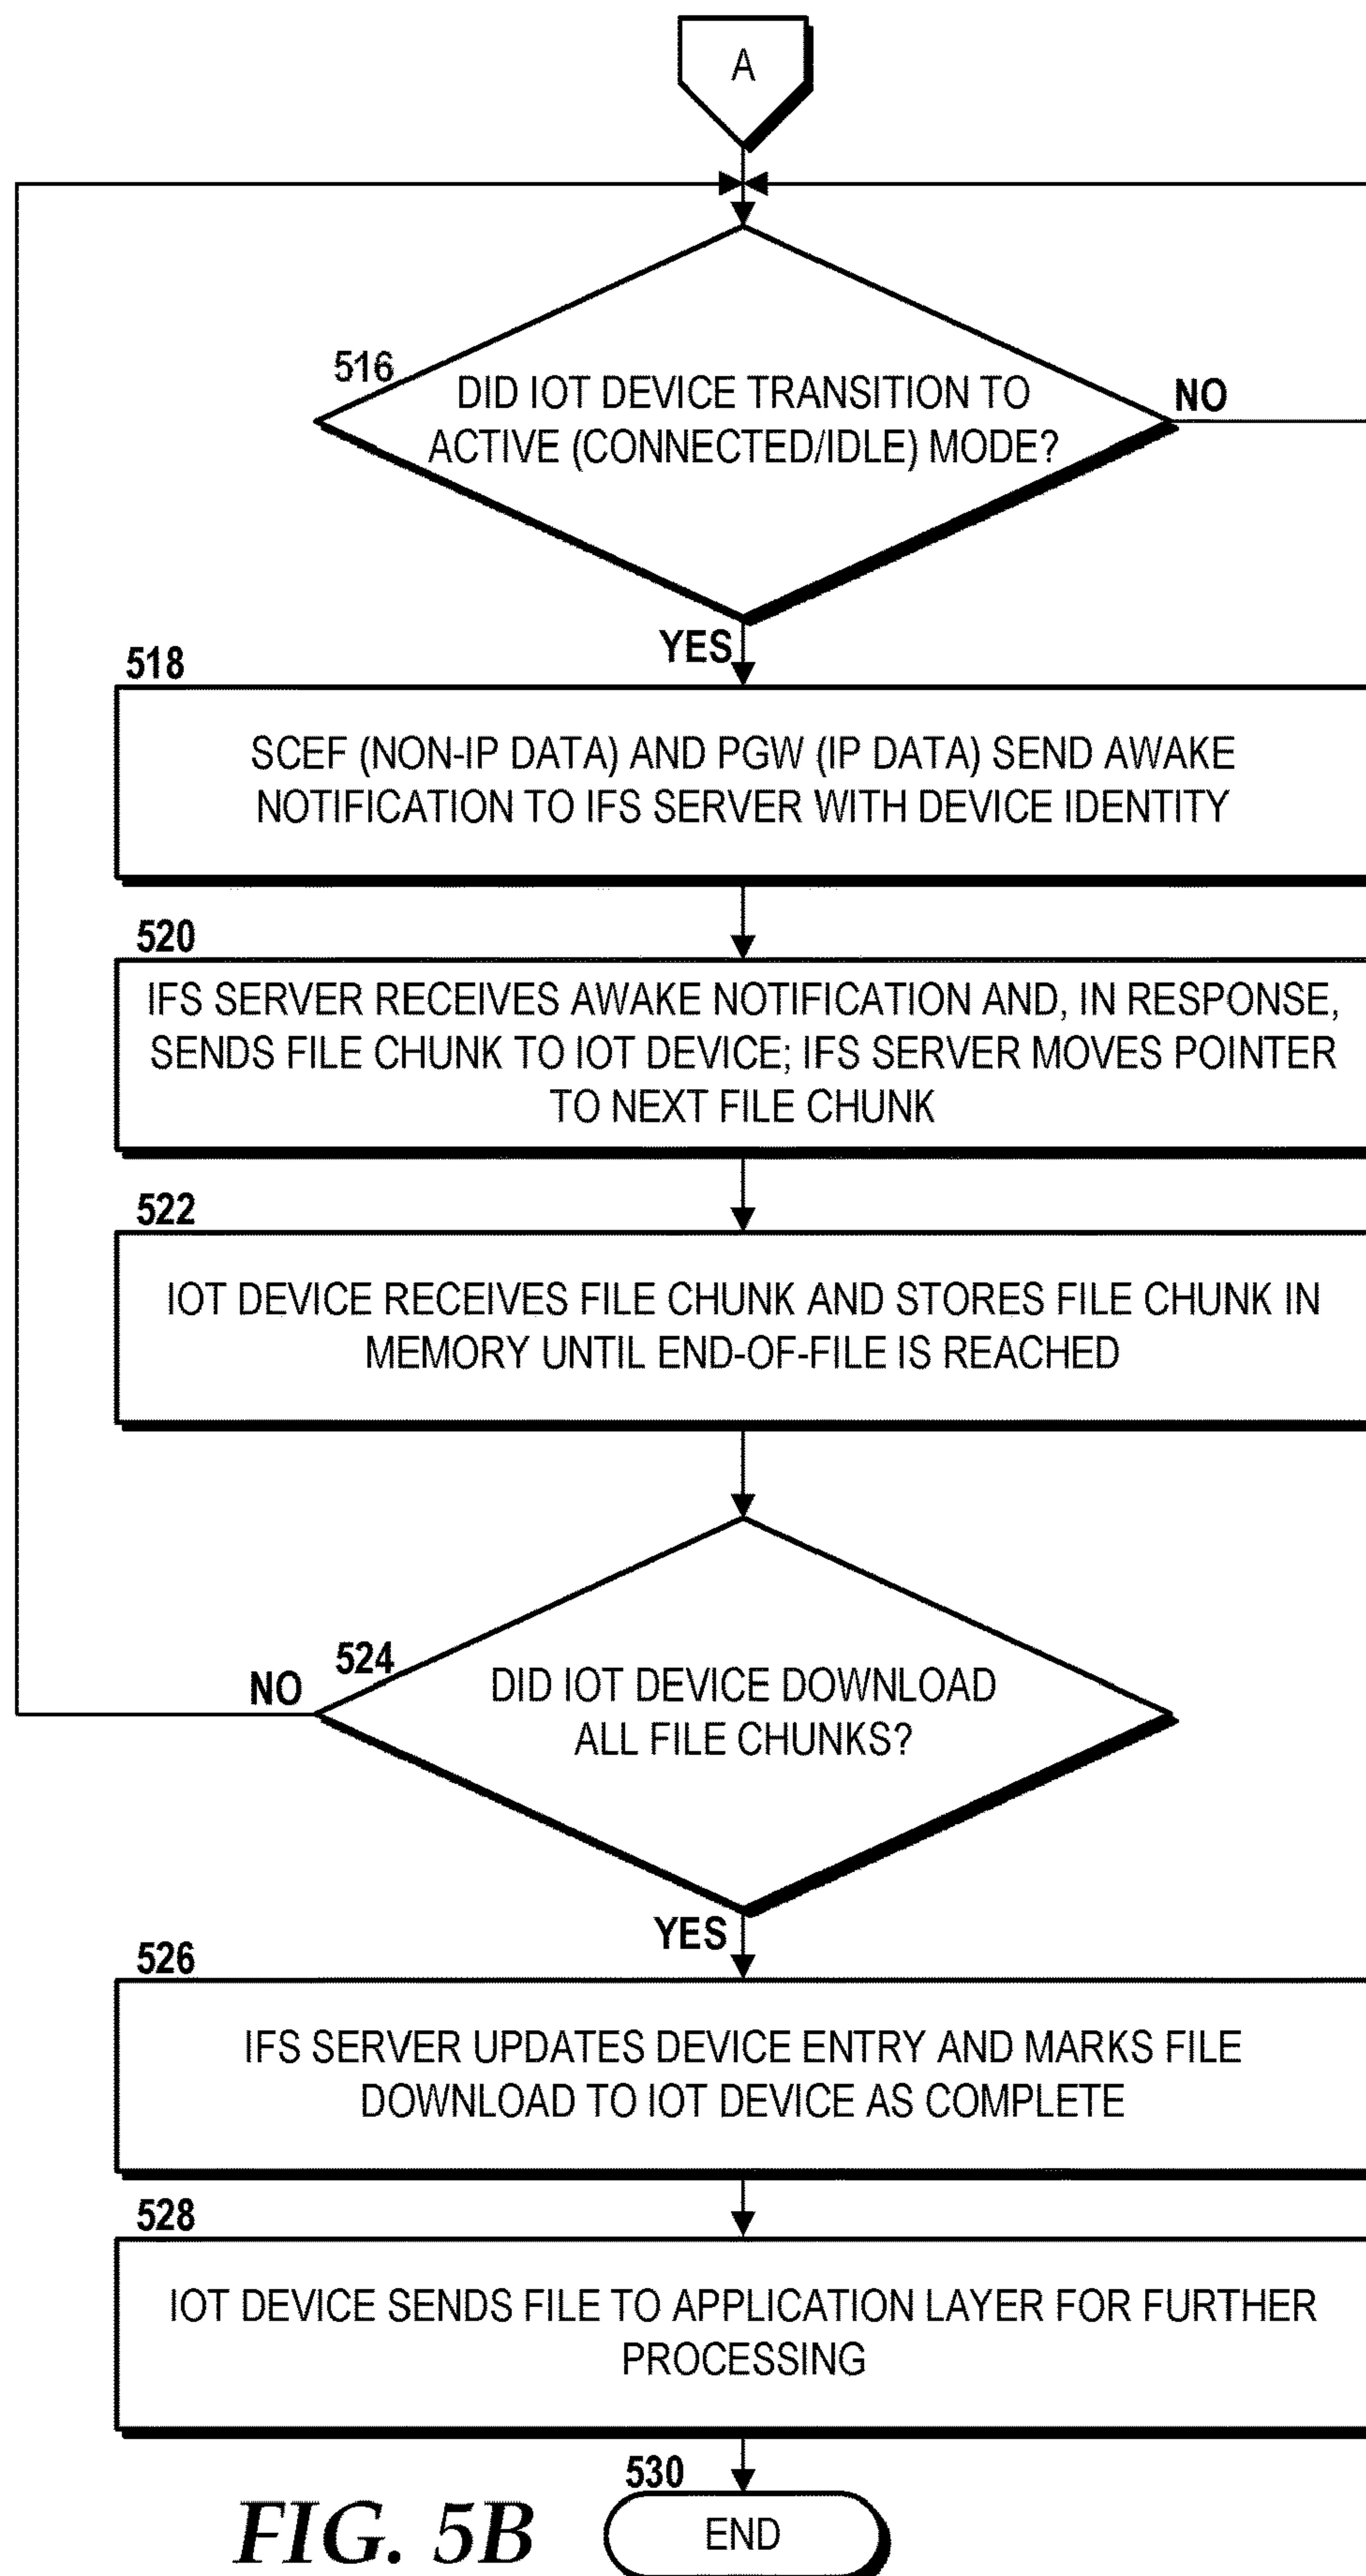 A
516
DID IOT DEVICE TRANSITION TO
ACTIVE (CONNECTED/IDLE) MODE?
NO
YES
518
SCEF (NON-IP DATA) AND PGW (IP DATA) SEND AWAKE
NOTIFICATION TO IFS SERVER WITH DEVICE IDENTITY
520
IFS SERVER RECEIVES AWAKE NOTIFICATION AND, IN RESPONSE,
SENDS FILE CHUNK TO IOT DEVICE; IFS SERVER MOVES POINTER
TO NEXT FILE CHUNK
522
IOT DEVICE RECEIVES FILE CHUNK AND STORES FILE CHUNK IN
MEMORY UNTIL END-OF-FILE IS REACHED
524
NO
DID IOT DEVICE DOWNLOAD
ALL FILE CHUNKS?
YES
526
IFS SERVER UPDATES DEVICE ENTRY AND MARKS FILE
DOWNLOAD TO IOT DEVICE AS COMPLETE
528
IOT DEVICE SENDS FILE TO APPLICATION LAYER FOR FURTHER
PROCESSING
530
END
FIG. 5B